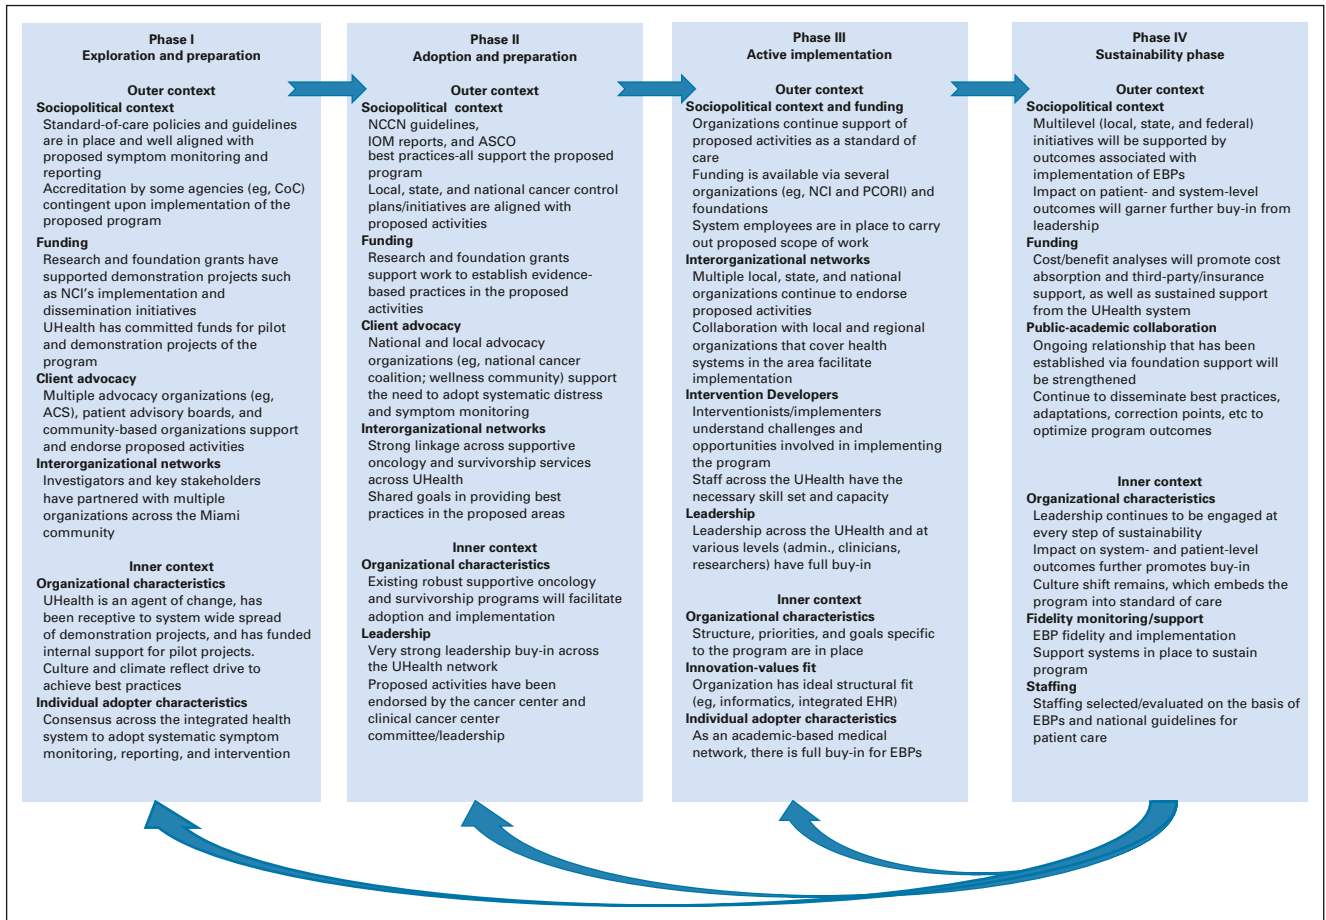 Phase I
Exploration and preparation
Outer context
Sociopolitical context
Standard-of-care policies and guidelines
are in place and well aligned with
proposed symptom monitoring and
reporting
Accreditation by some agencies (eg, CoC)
contingent upon implementation of the
proposed program
Funding
Research and foundation grants have
supported demonstration projects such
as NCI's implementation and
dissemination initiatives
UHealth has committed funds for pilot
and demonstration projects of the
program
Client advocacy
Multiple advocacy organizations (eg,
ACS), patient advisory boards, and
community-based organizations support
and endorse proposed activities
Interorganizational networks
Investigators and key stakeholders
have partnered with multiple
organizations across the Miami
community
Inner context
Organizational characteristics
UHealth is an agent of change, has
been receptive to system wide spread
of demonstration projects, and has funded
internal support for pilot projects.
Culture and climate reflect drive to
achieve best practices
Individual adopter characteristics
Consensus across the integrated health
system to adopt systematic symptom
monitoring, reporting, and intervention
Phase II
Adoption and preparation
Outer context
Sociopolitical context
NCCN guidelines,
IOM reports, and ASCO
best practices-all support the proposed
program
Local, state, and national cancer control
plans/initiatives are aligned with
proposed activities
Funding
Research and foundation grants
support work to establish evidence-
based practices in the proposed
activities
Client advocacy
National and local advocacy
organizations (eg, national cancer
coalition; wellness community) support
the need to adopt systematic distress
and symptom monitoring
Interorganizational networks
Strong linkage across supportive
oncology and survivorship services
across UHealth
Shared goals in providing best
practices in the proposed areas
Inner context
Organizational characteristics
Existing robust supportive oncology
and survivorship programs will facilitate
adoption and implementation
Leadership
Very strong leadership buy-in across
the UHealth network
Proposed activities have been
endorsed by the cancer center and
clinical cancer center
committee/leadership
Phase III
Active implementation
Outer context
Sociopolitical context and funding
Organizations continue support of
proposed activities as a standard of
care
Funding is available via several
organizations (eg, NCI and PCORI) and
foundations
System employees are in place to carry
out proposed scope of work
Interorganizational networks
Multiple local, state, and national
organizations continue to endorse
proposed activities
Collaboration with local and regional
organizations that cover health
systems in the area facilitate
implementation
Intervention Developers
Interventionists/implementers
understand challenges and
opportunities involved in implementing
the program
Staff across the UHealth have the
necessary skill set and capacity
Leadership
Leadership across the UHealth and at
various levels (admin., clinicians,
researchers) have full buy-in
Inner context
Organizational characteristics
Structure, priorities, and goals specific
to the program are in place
Innovation-values fit
Organization has ideal structural fit
(eg, informatics, integrated EHR)
Individual adopter characteristics
As an academic-based medical
network, there is full buy-in for EBPs
Phase IV
Sustainability phase
Outer context
Sociopolitical context
Multilevel (local, state, and federal)
initiatives will be supported by
outcomes associated with
implementation of EBPs
Impact on patient- and system-level
outcomes will garner further buy-in from
leadership
Funding
Cost/benefit analyses will promote cost
absorption and third-party/insurance
support, as well as sustained support
from the UHealth system
Public-academic collaboration
Ongoing relationship that has been
established via foundation support will
be strengthened
Continue to disseminate best practices,
adaptations, correction points, etc to
optimize program outcomes
Inner context
Organizational characteristics
Leadership continues to be engaged at
every step of sustainability
Impact on system- and patient-level
outcomes further promotes buy-in
Culture shift remains, which embeds the
program into standard of care
Fidelity monitoring/support
EBP fidelity and implementation
Support systems in place to sustain
program
Staffing
Staffing selected/evaluated on the basis of
EBPs and national guidelines for
patient care